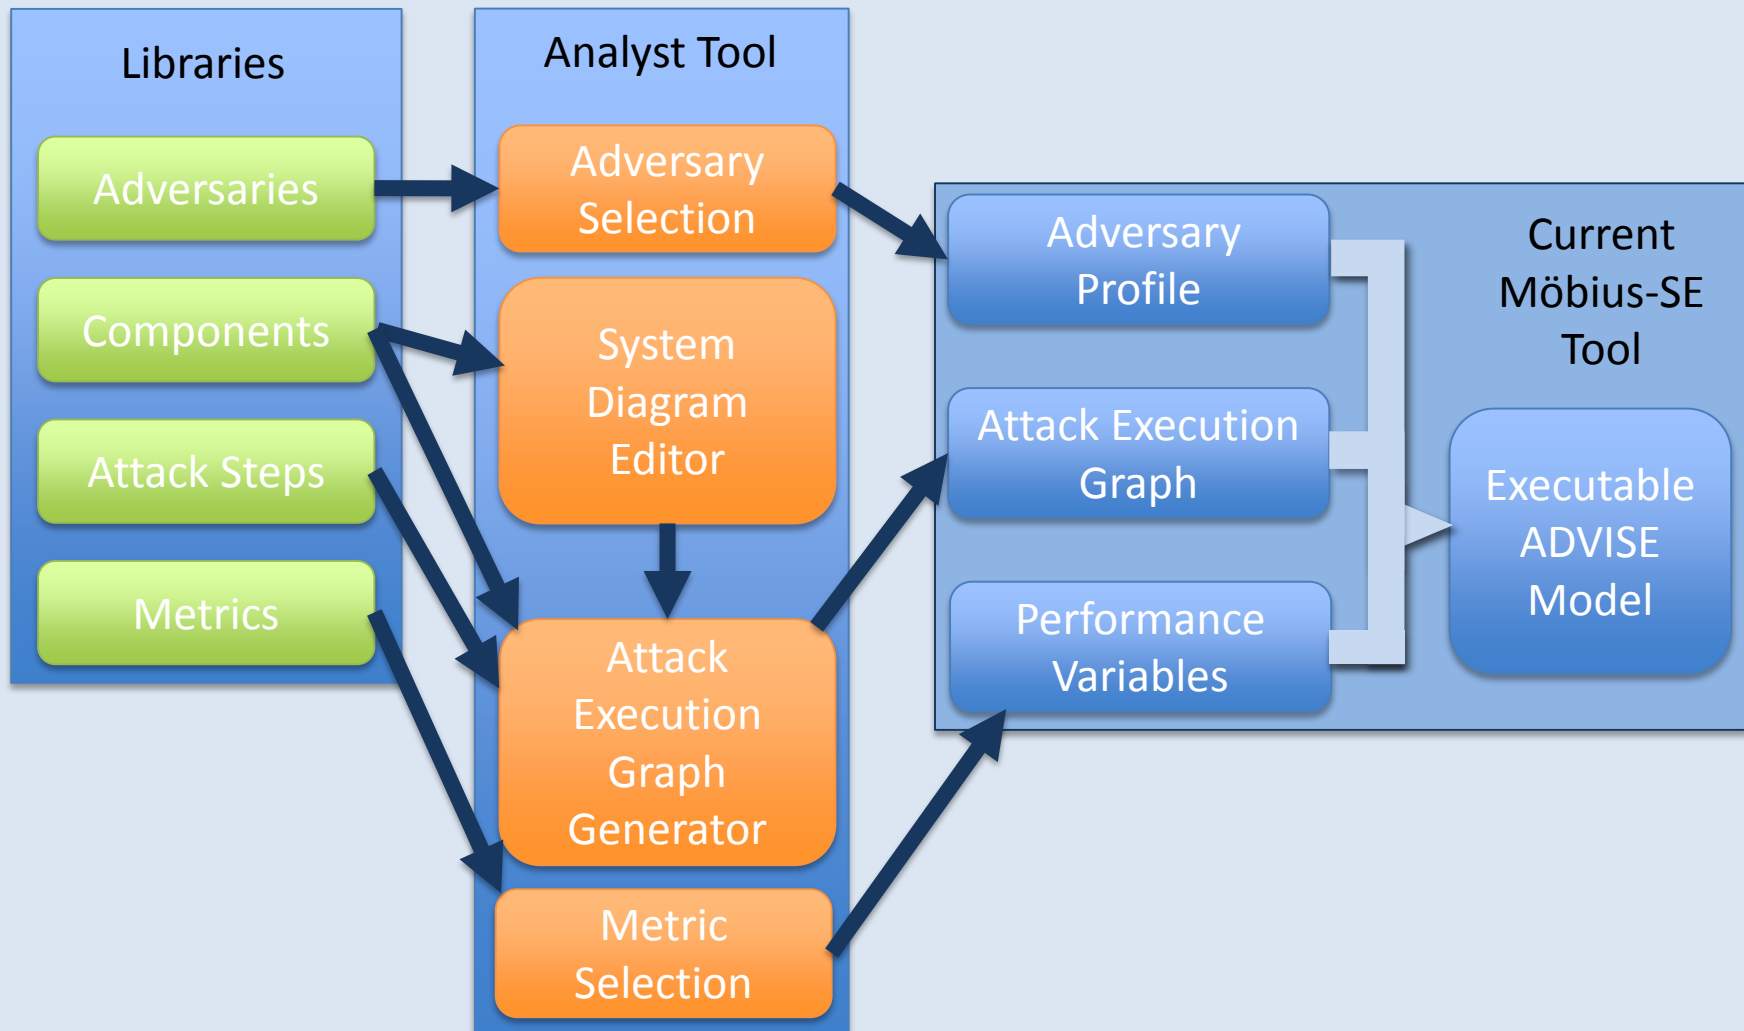 Libraries
Adversaries
Components
Attack Steps
Metrics
Analyst Tool
Adversary
Selection
System
Diagram
Editor
Attack
Execution
Graph
Generator
Metric
Selection
Adversary
Profile
Attack Execution
Graph
Performance
Variables
Current
Möbius-SE
Tool
Executable
ADVISE
Model